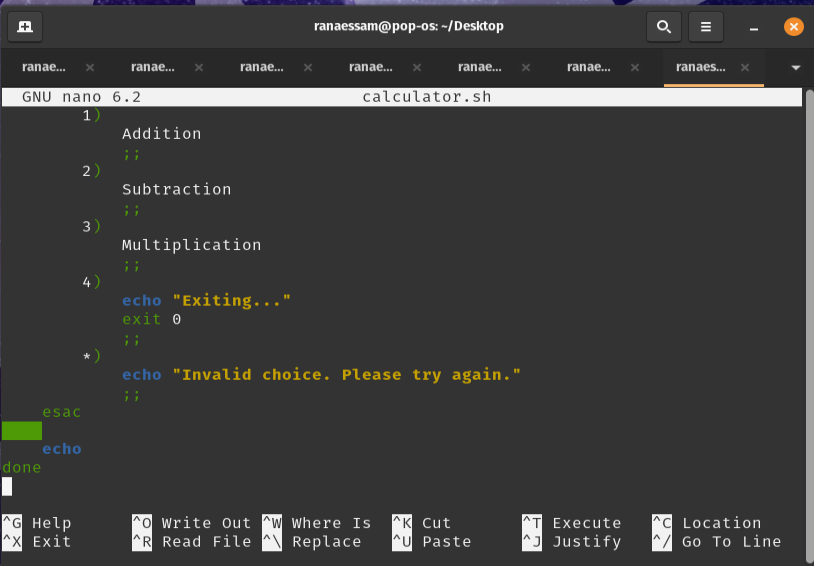 ranaessam@pop-os: ~/Desktop
ranae... ranae... ranae... ranae... ranae... ranae... ranaes...
GNU nano 6.2 calculator.sh
1)
Addition
;;
2)
Subtraction
;;
3)
Multiplication
;;
4)
echo "Exiting..."
exit 0
;;
*)
echo "Invalid choice. Please try again."
;;
esac
echo
done
^G Help ^O Write Out ^W Where Is ^K Cut ^T Execute ^C Location
^X Exit ^R Read File ^\ Replace ^U Paste ^J Justify ^/ Go To Line